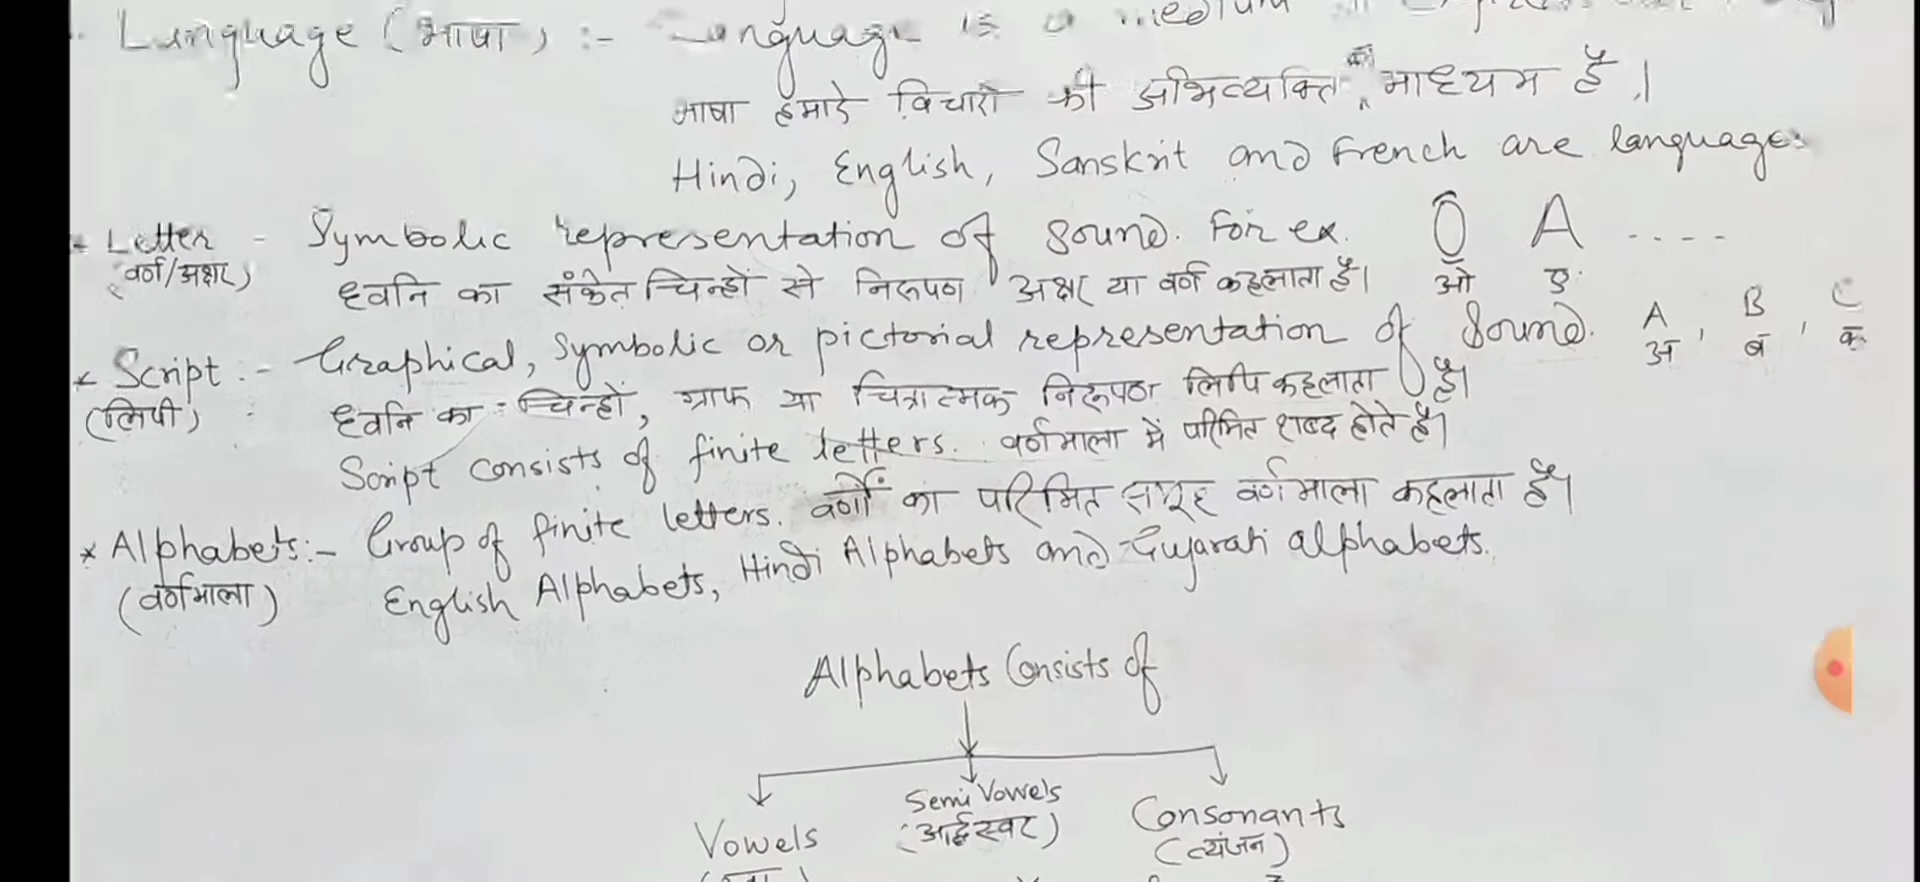 Language (भाषा) :- Language is a medium
भाषा हमारे विचारो की अभिव्यक्ति का माध्यम है।
Hindi, English, Sanskrit and French are languages
* Letter - Symbolic representation of sound. For ex. O A ....
(वर्ण/अक्षर) ध्वनि का संकेत चिन्हों से निरूपण अक्षर या वर्ण कहलाता है। ओ ए
* Script :- Graphical, Symbolic or pictorial representation of Sound. A, B, C
अ ब क
(लिपी) ध्वनि का चिन्हों, ग्राफ या चित्रात्मक निरूपण लिपि कहलाता है।
Script consists of finite letters. वर्णमाला में परिमित शब्द होते है।
* Alphabets:- Group of finite letters. वर्णों का परिमित समूह वर्णमाला कहलाता है।
(वर्णमाला) English Alphabets, Hindi Alphabets and Gujarati alphabets.
Alphabets Consists of
Vowels Semi Vowels Consonants
(अर्द्धस्वर) (व्यंजन)